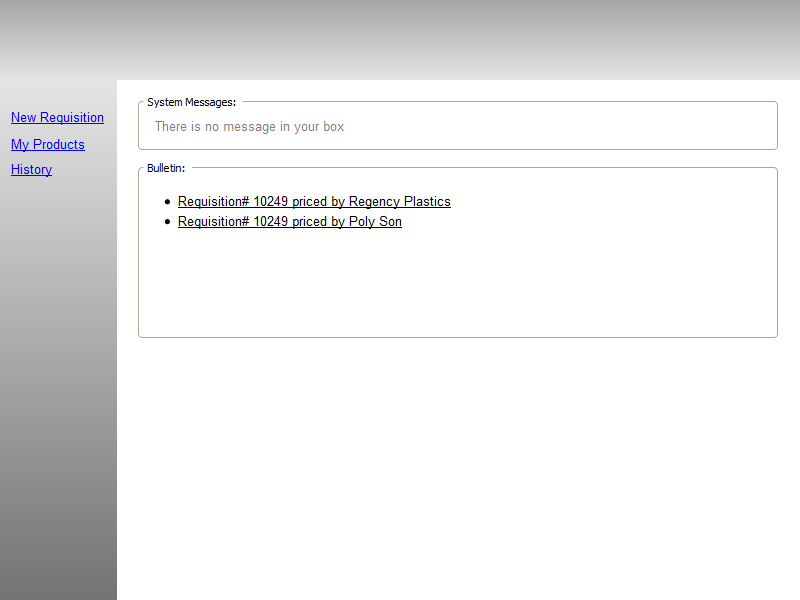 New Requisition
My Products
History
System Messages:
There is no message in your box
Bulletin:
Requisition# 10249 priced by Regency Plastics
Requisition# 10249 priced by Poly Son